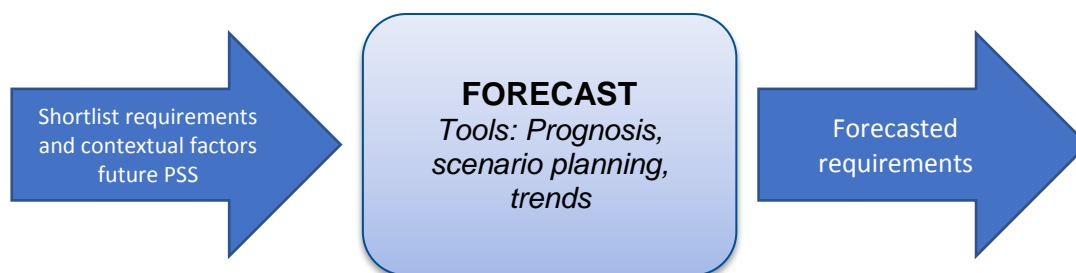 Shortlist requirements
and contextual factors
future PSS
FORECAST
Tools: Prognosis,
scenario planning,
trends
Forecasted
requirements